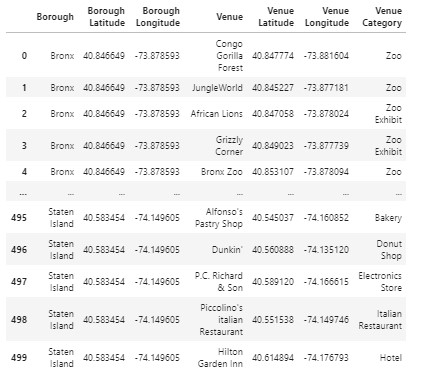 Borough Borough Latitude Borough Longitude Venue Venue Latitude Venue Longitude Venue Category
0 Bronx 40.846649 -73.878593 Congo Gorilla Forest 40.847774 -73.881604 Zoo
1 Bronx 40.846649 -73.878593 JungleWorld 40.845227 -73.877181 Zoo
2 Bronx 40.846649 -73.878593 African Lions 40.847058 -73.878024 Zoo Exhibit
3 Bronx 40.846649 -73.878593 Grizzly Corner 40.849023 -73.877739 Zoo Exhibit
4 Bronx 40.846649 -73.878593 Bronx Zoo 40.853107 -73.878094 Zoo
... ... ... ... ... ... ... ...
495 Staten Island 40.583454 -74.149605 Alfonso's Pastry Shop 40.545037 -74.160852 Bakery
496 Staten Island 40.583454 -74.149605 Dunkin' 40.560888 -74.135120 Donut Shop
497 Staten Island 40.583454 -74.149605 P.C. Richard & Son 40.589120 -74.166615 Electronics Store
498 Staten Island 40.583454 -74.149605 Piccolino's italian Restaurant 40.551538 -74.149746 Italian Restaurant
499 Staten Island 40.583454 -74.149605 Hilton Garden Inn 40.614894 -74.176793 Hotel